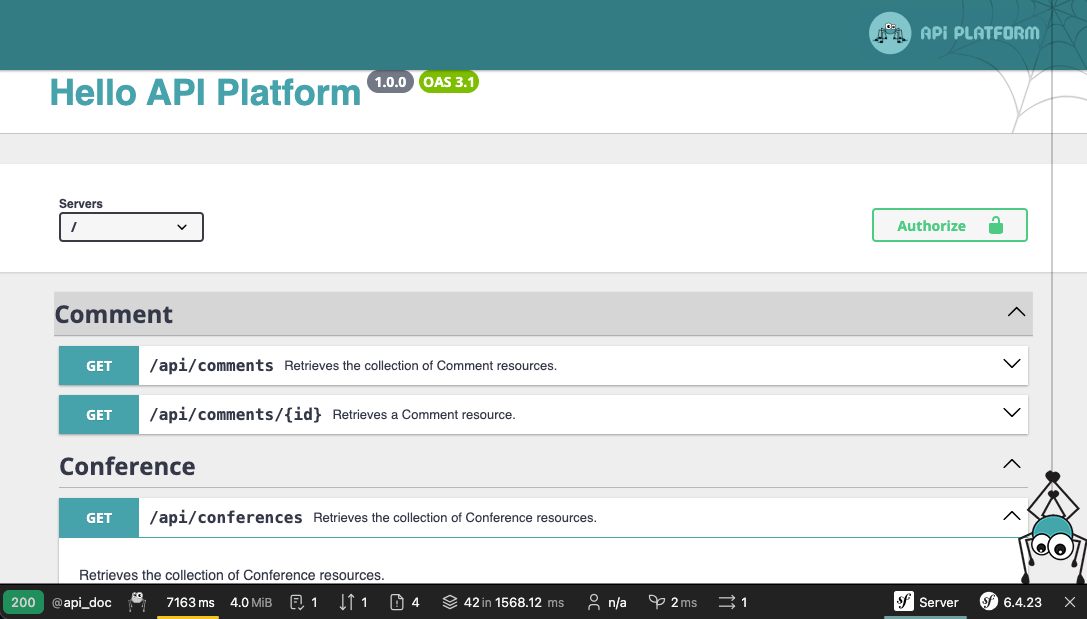 APi PLATFORM
Hello API Platform 1.0.0 OAS 3.1
Servers
/
Authorize
Comment
GET /api/comments Retrieves the collection of Comment resources.
GET /api/comments/{id} Retrieves a Comment resource.
Conference
GET /api/conferences Retrieves the collection of Conference resources.
Retrieves the collection of Conference resources.
200 @api_doc 7163 ms 4.0 MiB 1 1 4 42 in 1568.12 ms n/a 2 ms 1 sf Server sf 6.4.23